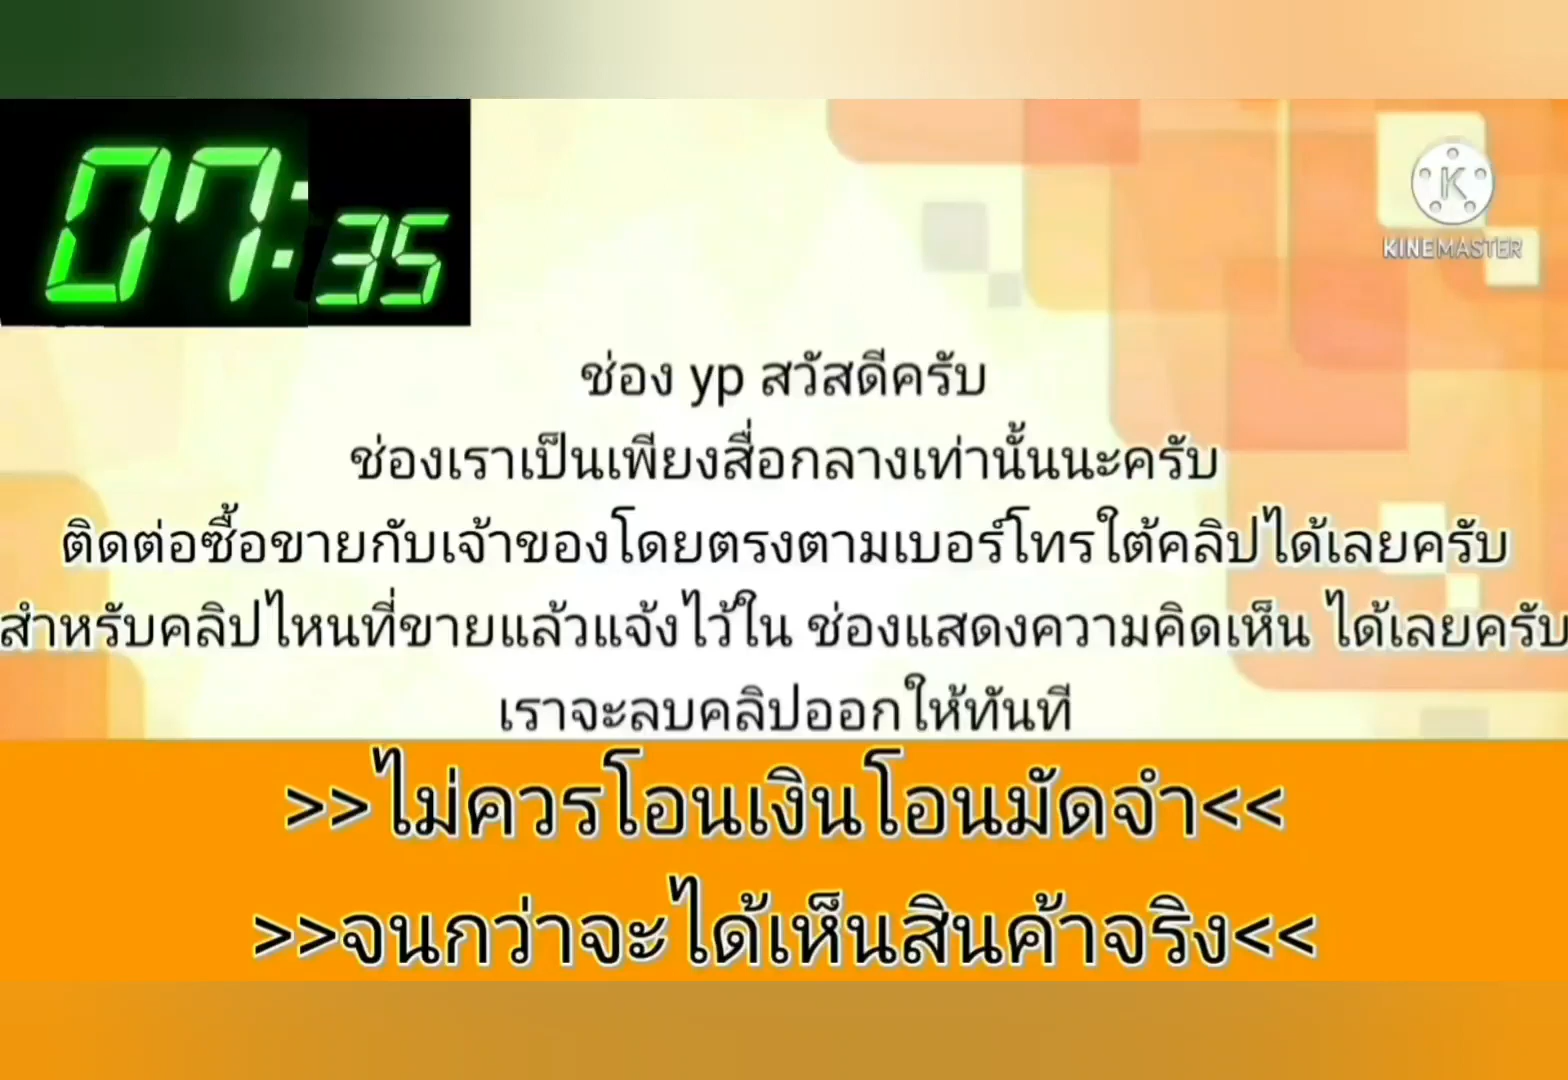 07:35
KINEMASTER
ช่อง yp สวัสดีครับ
ช่องเราเป็นเพียงสื่อกลางเท่านั้นนะครับ
ติดต่อซื้อขายกับเจ้าของโดยตรงตามเบอร์โทรใต้คลิปได้เลยครับ
สำหรับคลิปไหนที่ขายแล้วแจ้งไว้ใน ช่องแสดงความคิดเห็น ได้เลยครับ
เราจะลบคลิปออกให้ทันที
>>ไม่ควรโอนเงินโอนมัดจำ<<
>>จนกว่าจะได้เห็นสินค้าจริง<<